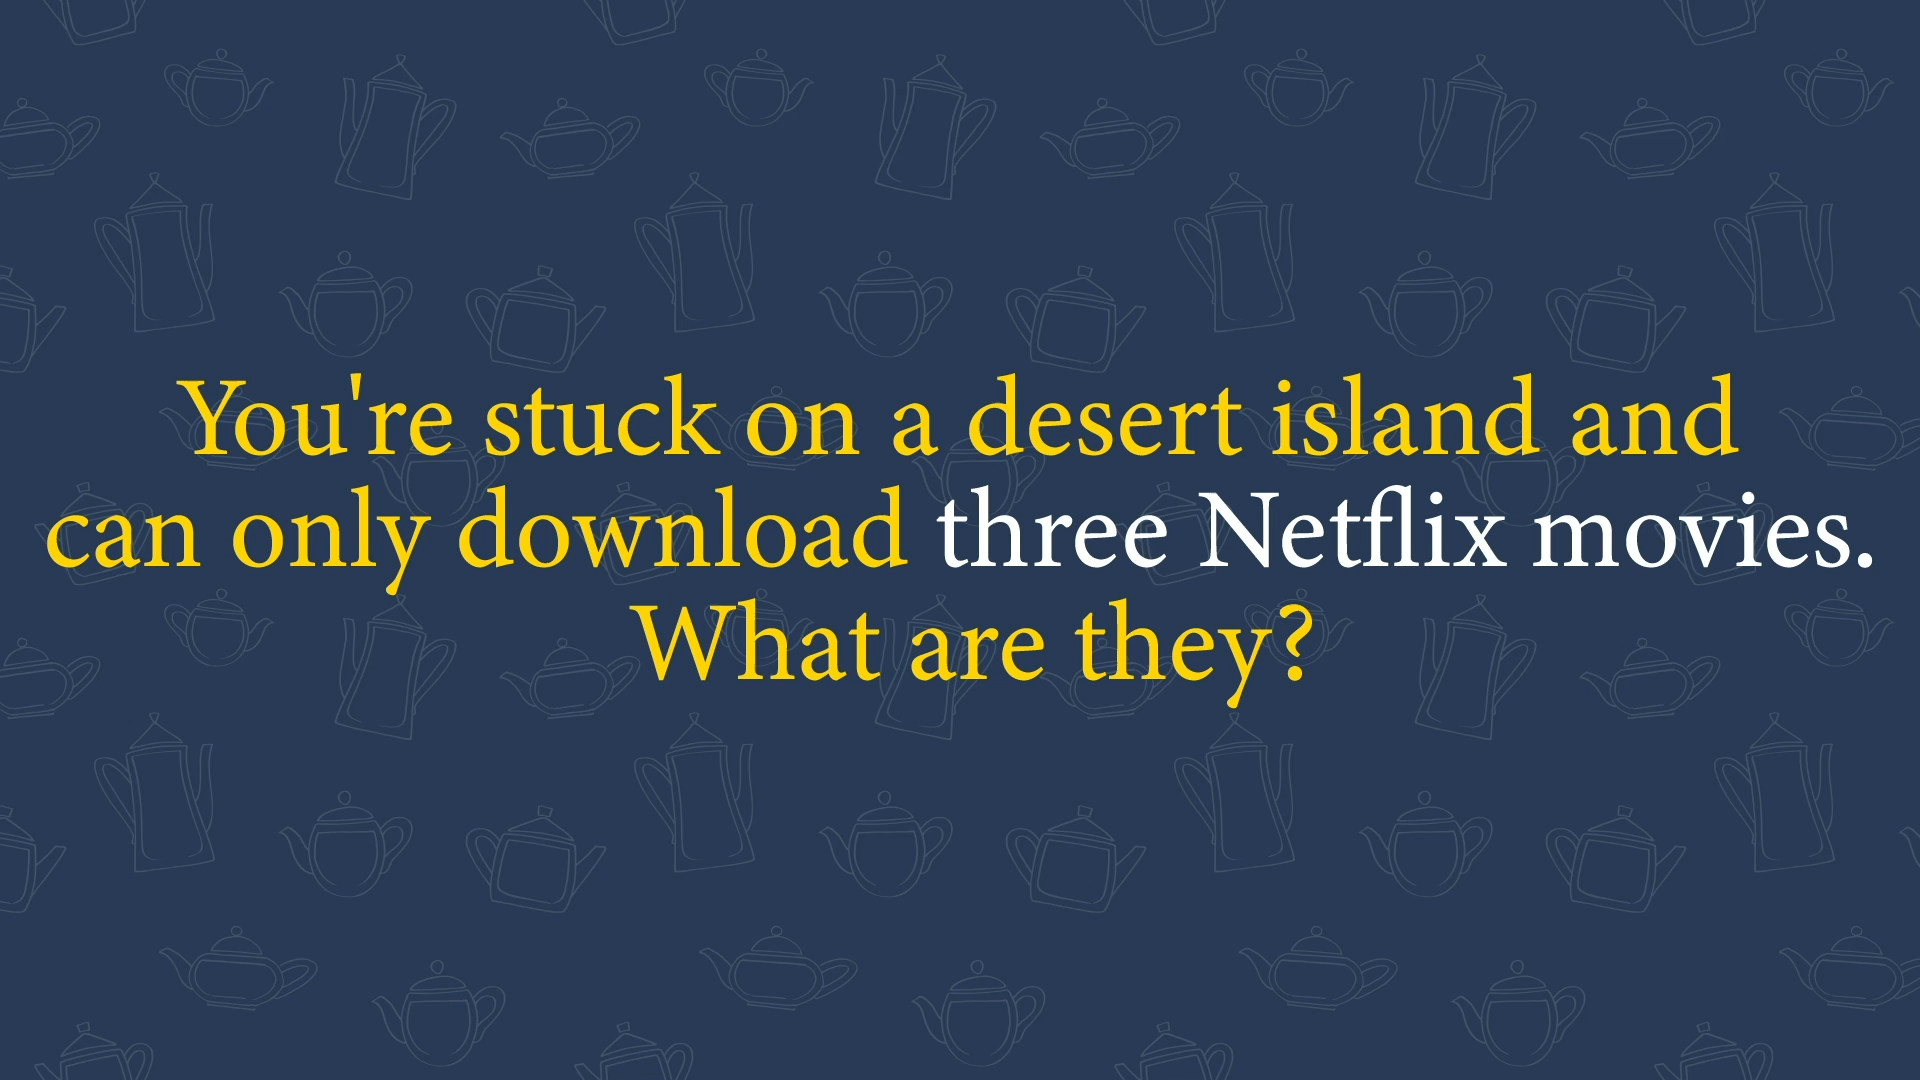 You're stuck on a desert island and
can only download three Netflix movies.
What are they?